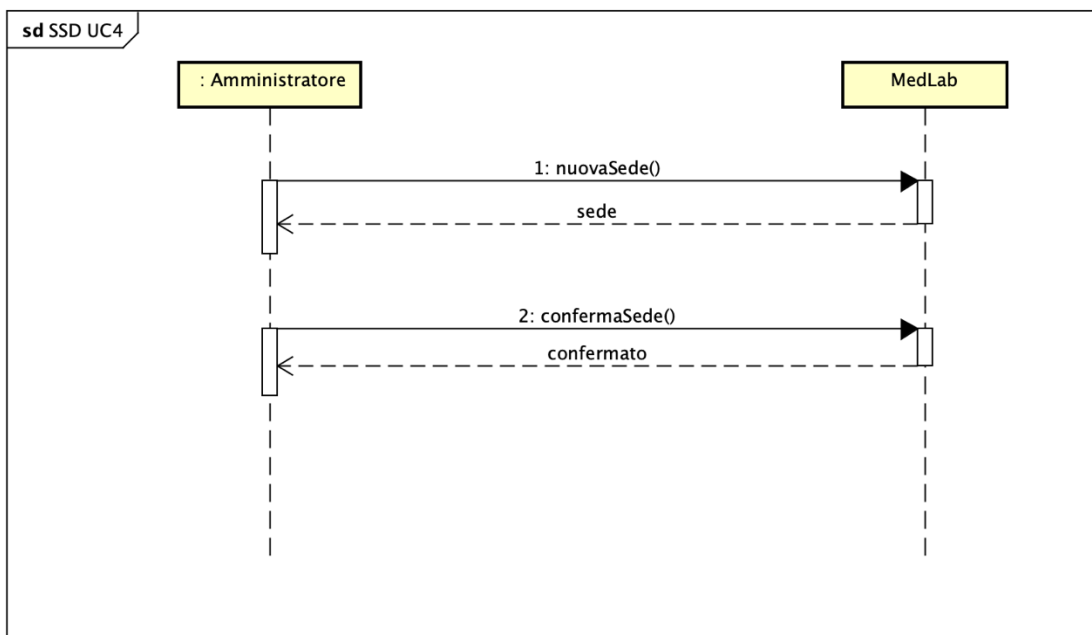 sd SSD UC4
: Amministratore
MedLab
1: nuovaSede()
sede
2: confermaSede()
confermato